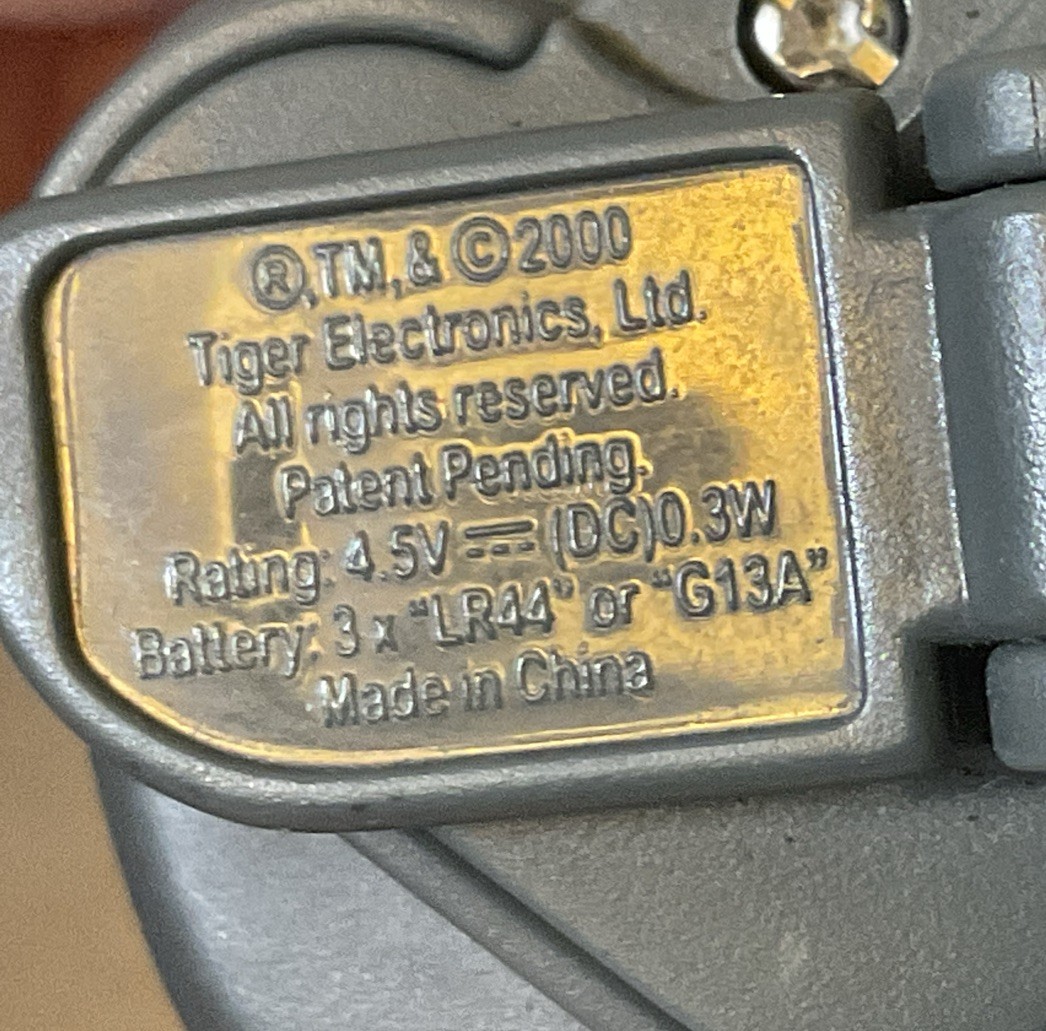 ®,TM,& ©2000
Tiger Electronics, Ltd.
All rights reserved.
Patent Pending.
Rating: 4.5V ⎓ (DC)0.3W
Battery: 3 x “LR44” or “G13A”
Made in China